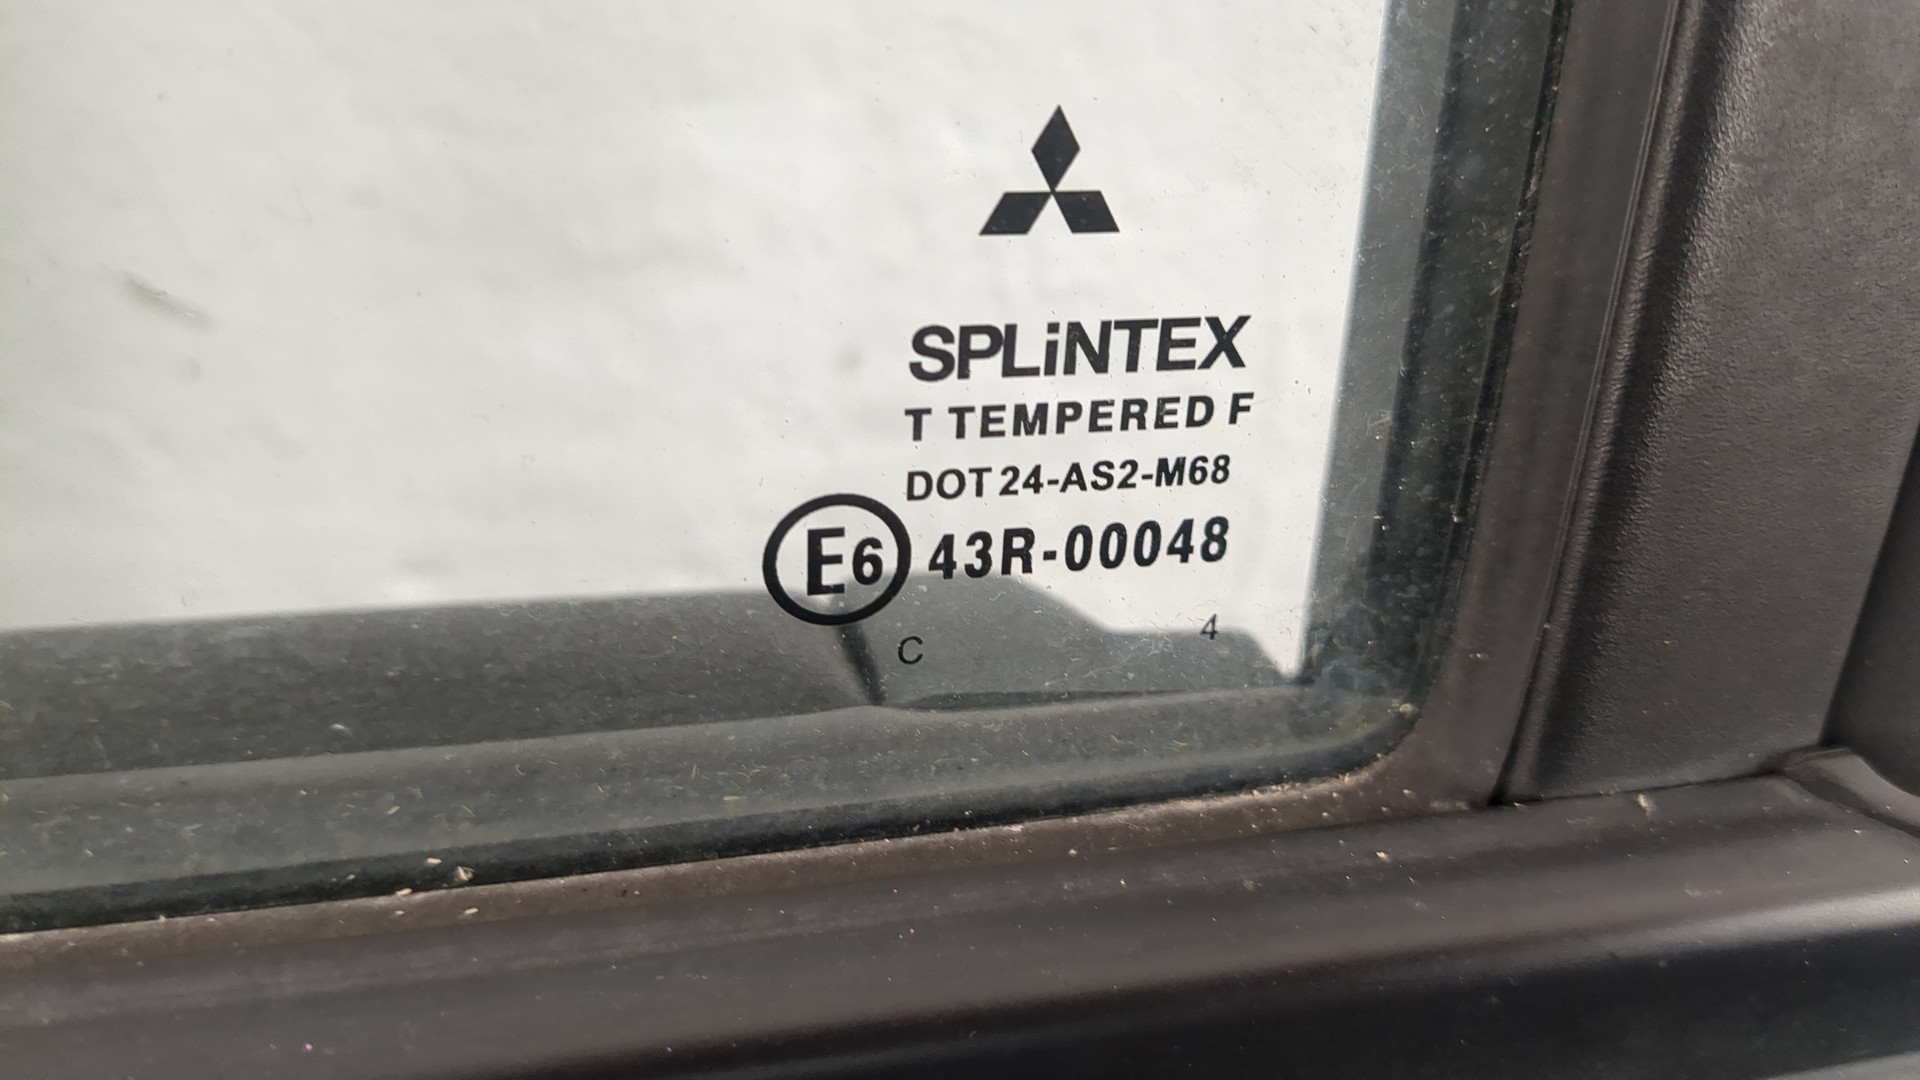 SPLiNTEX
T TEMPERED F
DOT 24-AS2-M68
E6 43R-00048
C 4